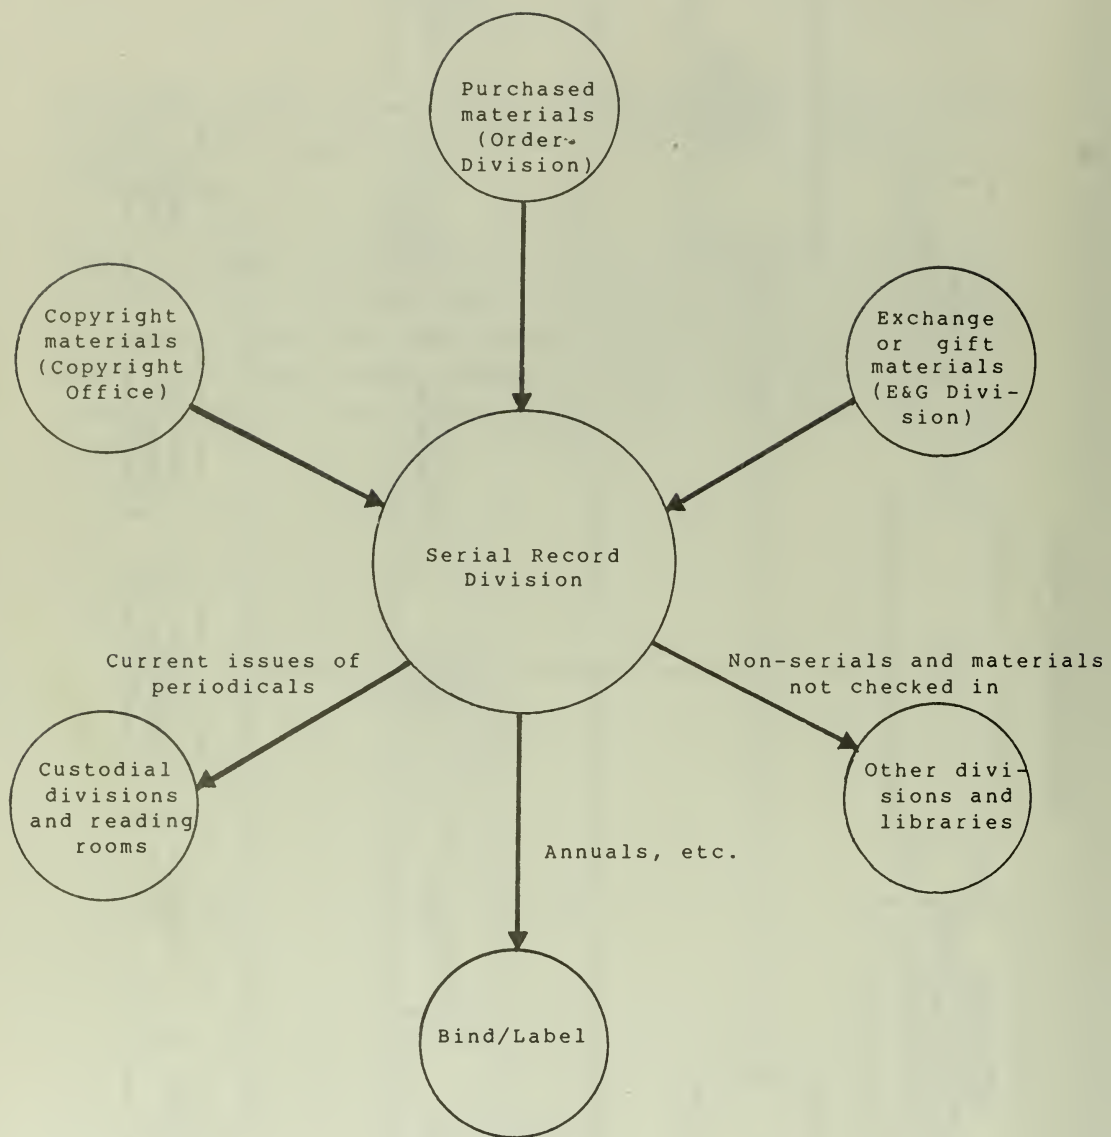 Purchased
materials
(Order
Division)
Copyright
materials
(Copyright
Office)
Exchange
or gift
materials
(E&G Divi-
sion)
Serial Record
Division
Current issues of
periodicals
Non-serials and materials
not checked in
Custodial
divisions
and reading
rooms
Other divi-
sions and
libraries
Annuals, etc.
Bind/Label